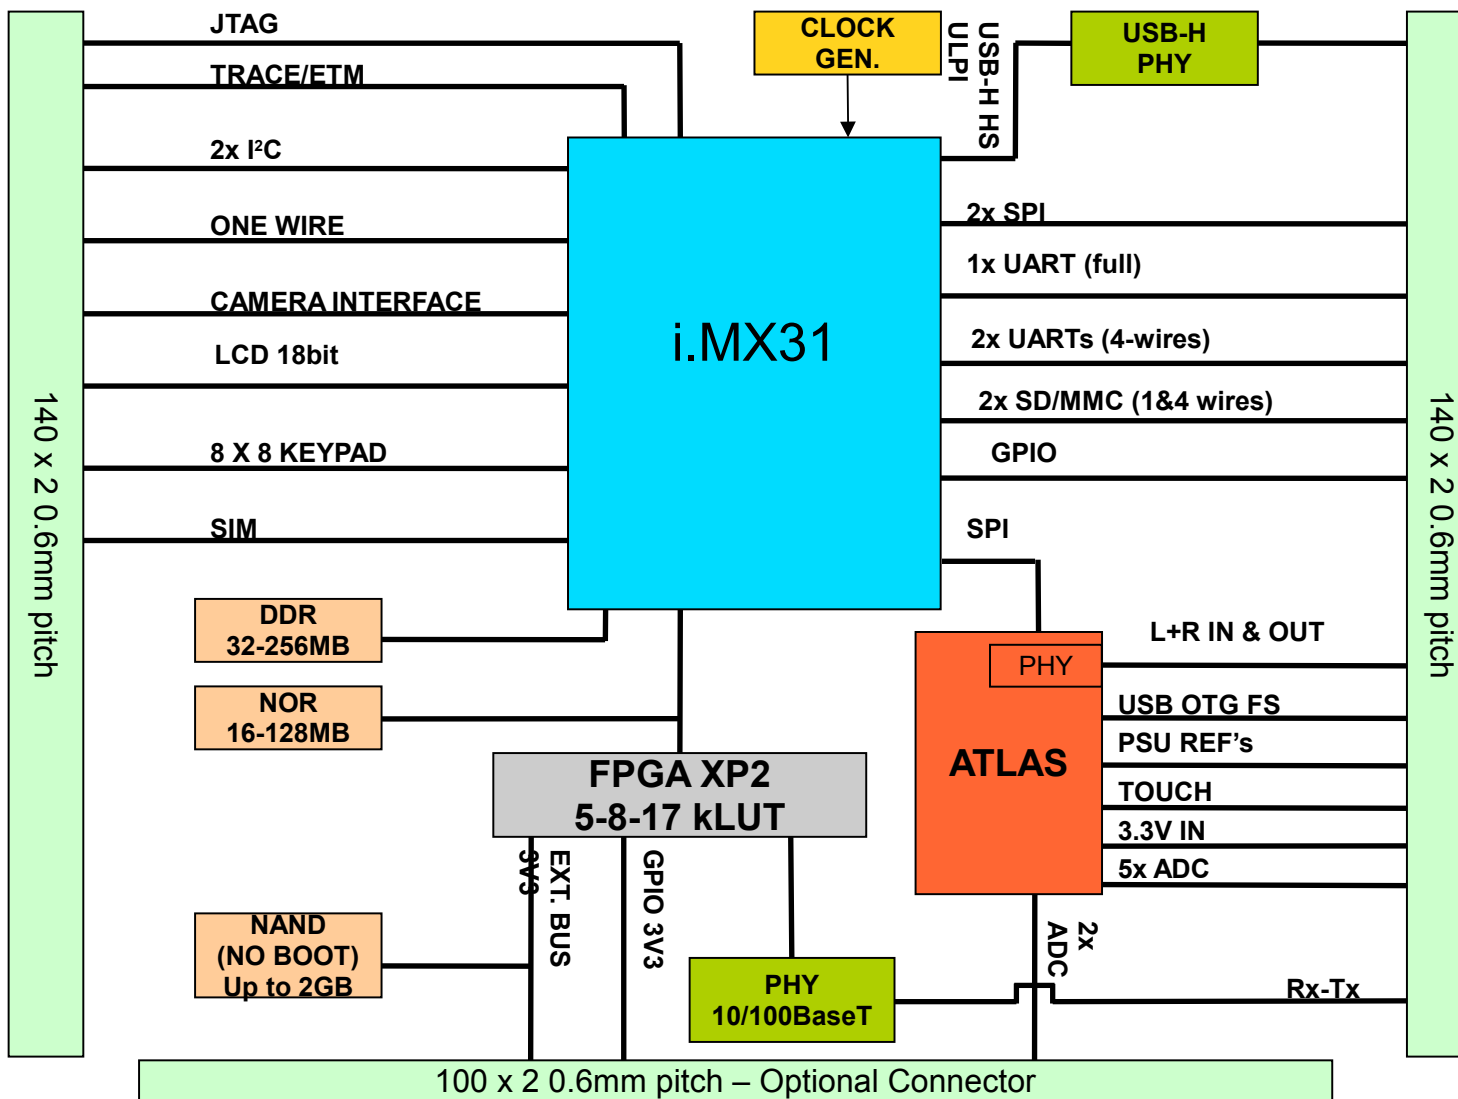 JTAG
TRACE/ETM
2x I²C
ONE WIRE
CAMERA INTERFACE
LCD 18bit
8 X 8 KEYPAD
SIM
140 x 2 0.6mm pitch
CLOCK
GEN.
USB-H HS
ULPI
USB-H
PHY
i.MX31
2x SPI
1x UART (full)
2x UARTs (4-wires)
2x SD/MMC (1&4 wires)
GPIO
SPI
140 x 2 0.6mm pitch
DDR
32-256MB
NOR
16-128MB
FPGA XP2
5-8-17 kLUT
PHY
ATLAS
L+R IN & OUT
USB OTG FS
PSU REF's
TOUCH
3.3V IN
5x ADC
EXT. BUS
3V3
GPIO 3V3
2x
ADC
NAND
(NO BOOT)
Up to 2GB
PHY
10/100BaseT
Rx-Tx
100 x 2 0.6mm pitch – Optional Connector